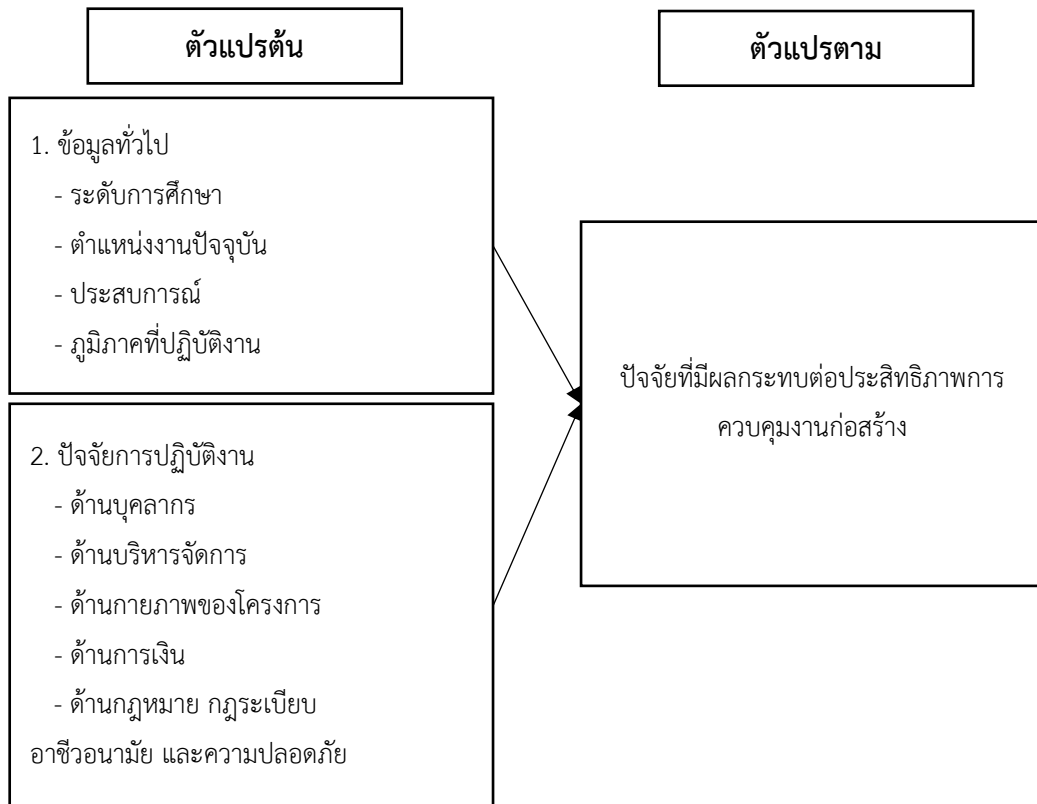 ตัวแปรต้น
ตัวแปรตาม
1. ข้อมูลทั่วไป
- ระดับการศึกษา
- ตำแหน่งงานปัจจุบัน
- ประสบการณ์
- ภูมิภาคที่ปฏิบัติงาน
2. ปัจจัยการปฏิบัติงาน
- ด้านบุคลากร
- ด้านบริหารจัดการ
- ด้านกายภาพของโครงการ
- ด้านการเงิน
- ด้านกฎหมาย กฎระเบียบ
อาชีวอนามัย และความปลอดภัย
ปัจจัยที่มีผลกระทบต่อประสิทธิภาพการ
ควบคุมงานก่อสร้าง